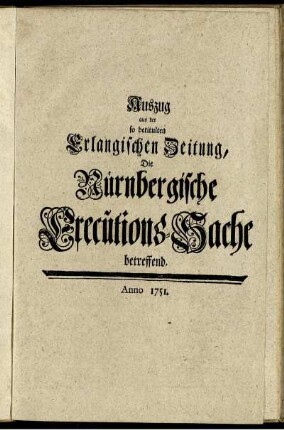 Auszug
aus der
so betitulten
Erlangischen Zeitung,
Die
Nürnbergische
Executions-Sache
betreffend.
Anno 1751.